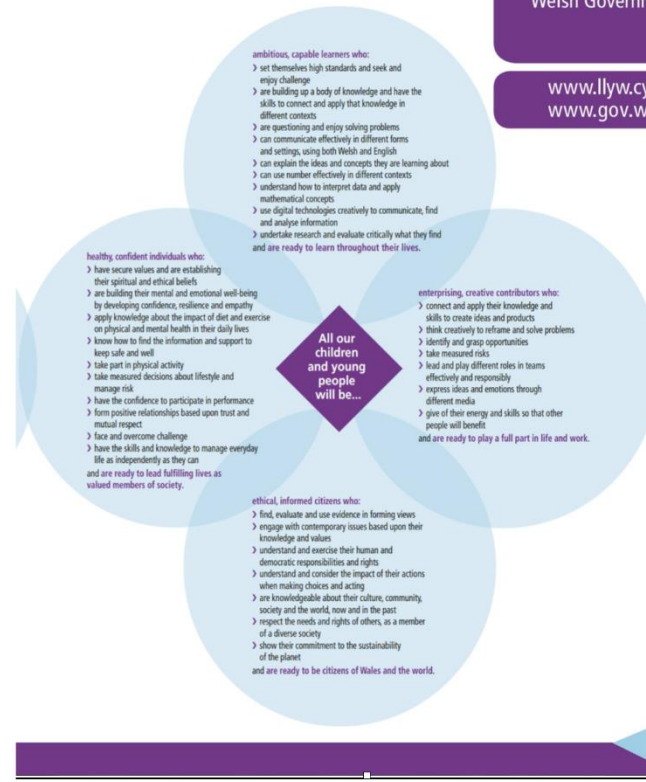 Welsh Govern
www.llyw.cy
www.gov.w
ambitious, capable learners who:
❯ set themselves high standards and seek and
enjoy challenge
❯ are building up a body of knowledge and have the
skills to connect and apply that knowledge in
different contexts
❯ are questioning and enjoy solving problems
❯ can communicate effectively in different forms
and settings, using both Welsh and English
❯ can explain the ideas and concepts they are learning about
❯ can use number effectively in different contexts
❯ understand how to interpret data and apply
mathematical concepts
❯ use digital technologies creatively to communicate, find
and analyse information
❯ undertake research and evaluate critically what they find
and are ready to learn throughout their lives.
healthy, confident individuals who:
❯ have secure values and are establishing
their spiritual and ethical beliefs
❯ are building their mental and emotional well-being
by developing confidence, resilience and empathy
❯ apply knowledge about the impact of diet and exercise
on physical and mental health in their daily lives
❯ know how to find the information and support to
keep safe and well
❯ take part in physical activity
❯ take measured decisions about lifestyle and
manage risk
❯ have the confidence to participate in performance
❯ form positive relationships based upon trust and
mutual respect
❯ face and overcome challenge
❯ have the skills and knowledge to manage everyday
life as independently as they can
and are ready to lead fulfilling lives as
valued members of society.
All our
children
and young
people
will be...
enterprising, creative contributors who:
❯ connect and apply their knowledge and
skills to create ideas and products
❯ think creatively to reframe and solve problems
❯ identify and grasp opportunities
❯ take measured risks
❯ lead and play different roles in teams
effectively and responsibly
❯ express ideas and emotions through
different media
❯ give of their energy and skills so that other
people will benefit
and are ready to play a full part in life and work.
ethical, informed citizens who:
❯ find, evaluate and use evidence in forming views
❯ engage with contemporary issues based upon their
knowledge and values
❯ understand and exercise their human and
democratic responsibilities and rights
❯ understand and consider the impact of their actions
when making choices and acting
❯ are knowledgeable about their culture, community,
society and the world, now and in the past
❯ respect the needs and rights of others, as a member
of a diverse society
❯ show their commitment to the sustainability
of the planet
and are ready to be citizens of Wales and the world.